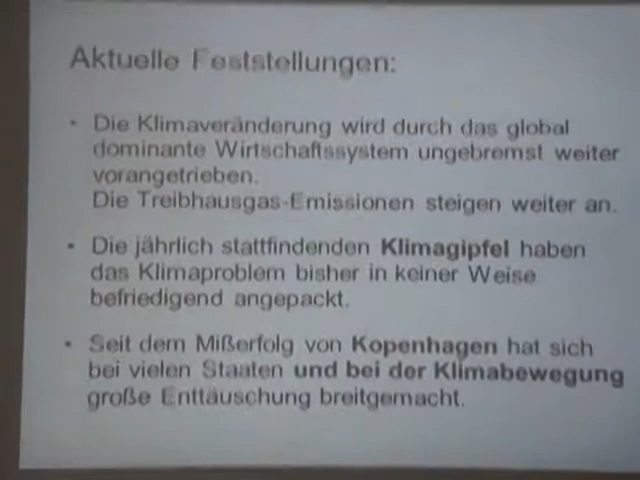 Aktuelle Feststellungen:
• Die Klimaveränderung wird durch das global
dominante Wirtschaftssystem ungebremst weiter
vorangetrieben.
Die Treibhausgas-Emissionen steigen weiter an.
• Die jährlich stattfindenden Klimagipfel haben
das Klimaproblem bisher in keiner Weise
befriedigend angepackt.
• Seit dem Mißerfolg von Kopenhagen hat sich
bei vielen Staaten und bei der Klimabewegung
große Enttäuschung breitgemacht.